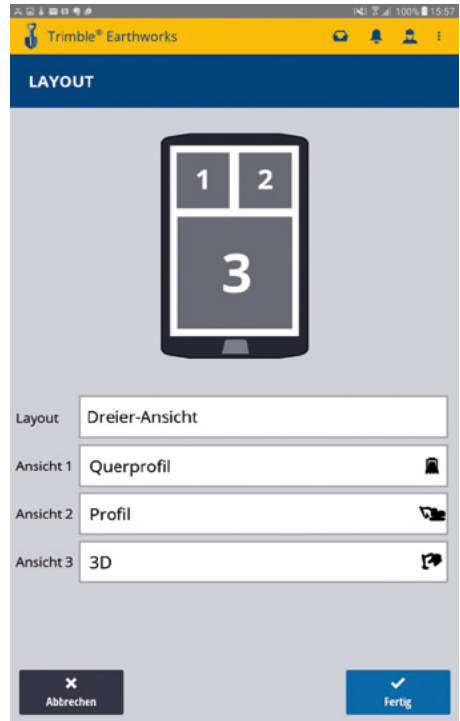 100% 15:57
Trimble® Earthworks
LAYOUT
1 2
3
Layout Dreier-Ansicht
Ansicht 1 Querprofil
Ansicht 2 Profil
Ansicht 3 3D
Abbrechen Fertig